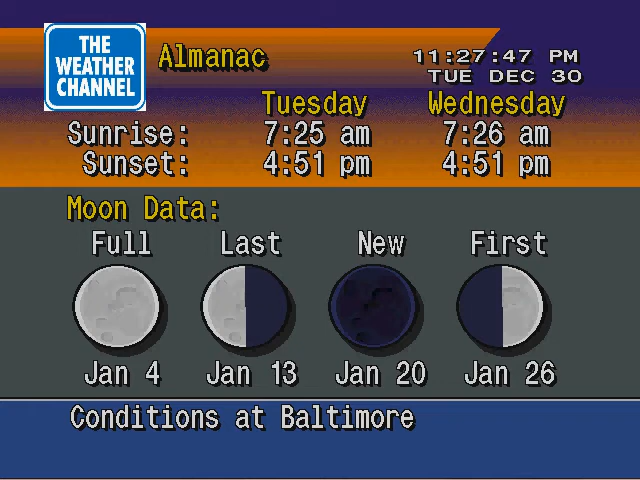 THE
WEATHER
CHANNEL
Almanac
11:27:47 PM
TUE DEC 30
Tuesday Wednesday
Sunrise: 7:25 am 7:26 am
Sunset: 4:51 pm 4:51 pm
Moon Data:
Full Last New First
Jan 4 Jan 13 Jan 20 Jan 26
Conditions at Baltimore